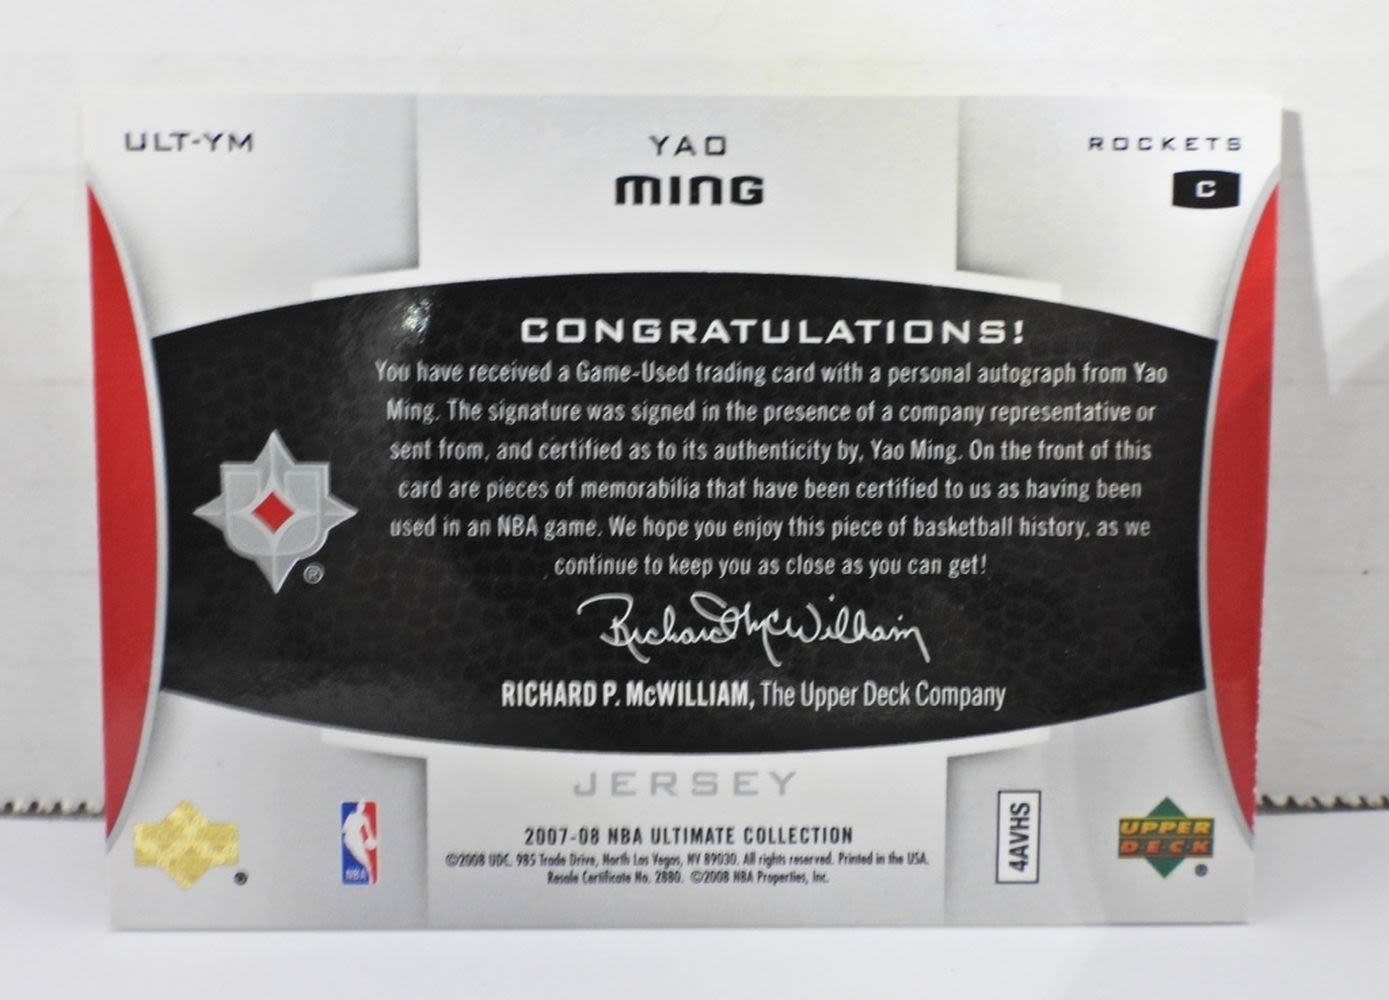 ULT-YM
YAO
MING
ROCKETS
C
CONGRATULATIONS!
You have received a Game-Used trading card with a personal autograph from Yao
Ming. The signature was signed in the presence of a company representative or
sent from, and certified as to its authenticity by, Yao Ming. On the front of this
card are pieces of memorabilia that have been certified to us as having been
used in an NBA game. We hope you enjoy this piece of basketball history, as we
continue to keep you as close as you can get!
Richard McWilliam
RICHARD P. McWILLIAM, The Upper Deck Company
JERSEY
2007-08 NBA ULTIMATE COLLECTION
©2008 UDC. 985 Trade Drive, North Las Vegas, NV 89030. All rights reserved. Printed in the USA.
Resale Certificate No. 2880. ©2008 NBA Properties, Inc.
NBA
4AVHS
UPPER
DECK